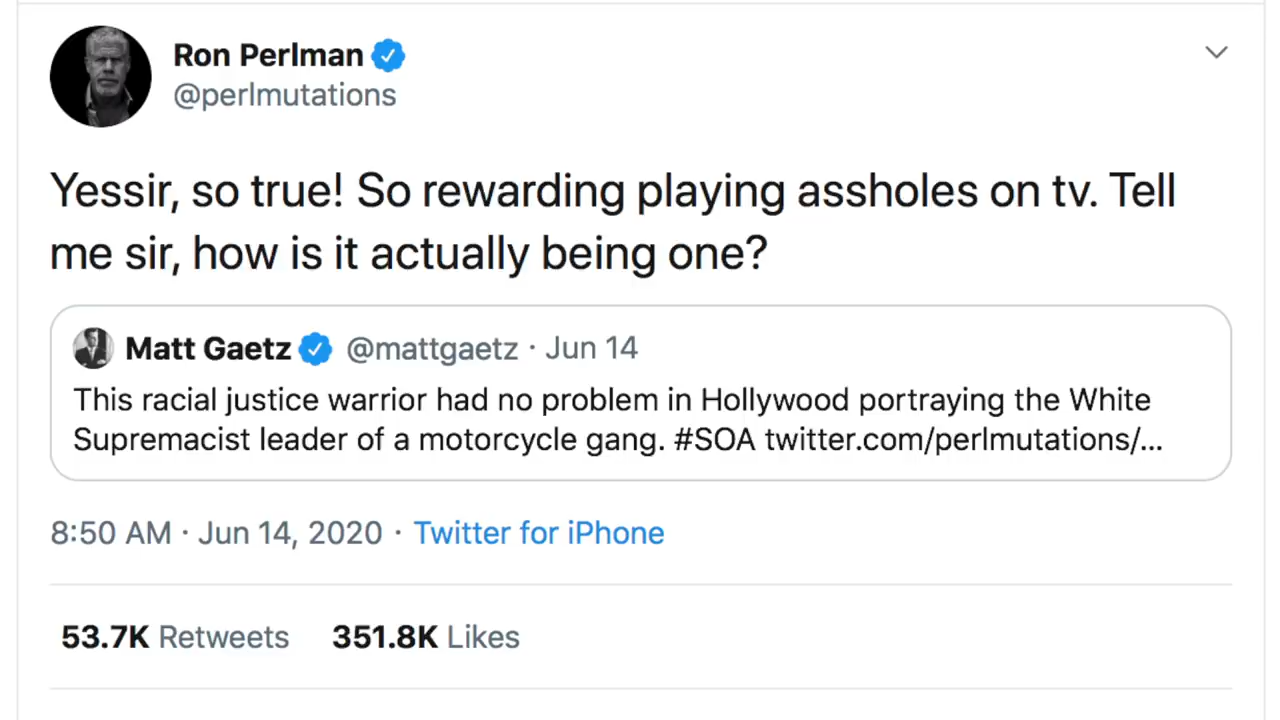 Ron Perlman
@perlmutations
Yessir, so true! So rewarding playing assholes on tv. Tell
me sir, how is it actually being one?
Matt Gaetz @mattgaetz · Jun 14
This racial justice warrior had no problem in Hollywood portraying the White
Supremacist leader of a motorcycle gang. #SOA twitter.com/perlmutations/...
8:50 AM · Jun 14, 2020 · Twitter for iPhone
53.7K Retweets 351.8K Likes